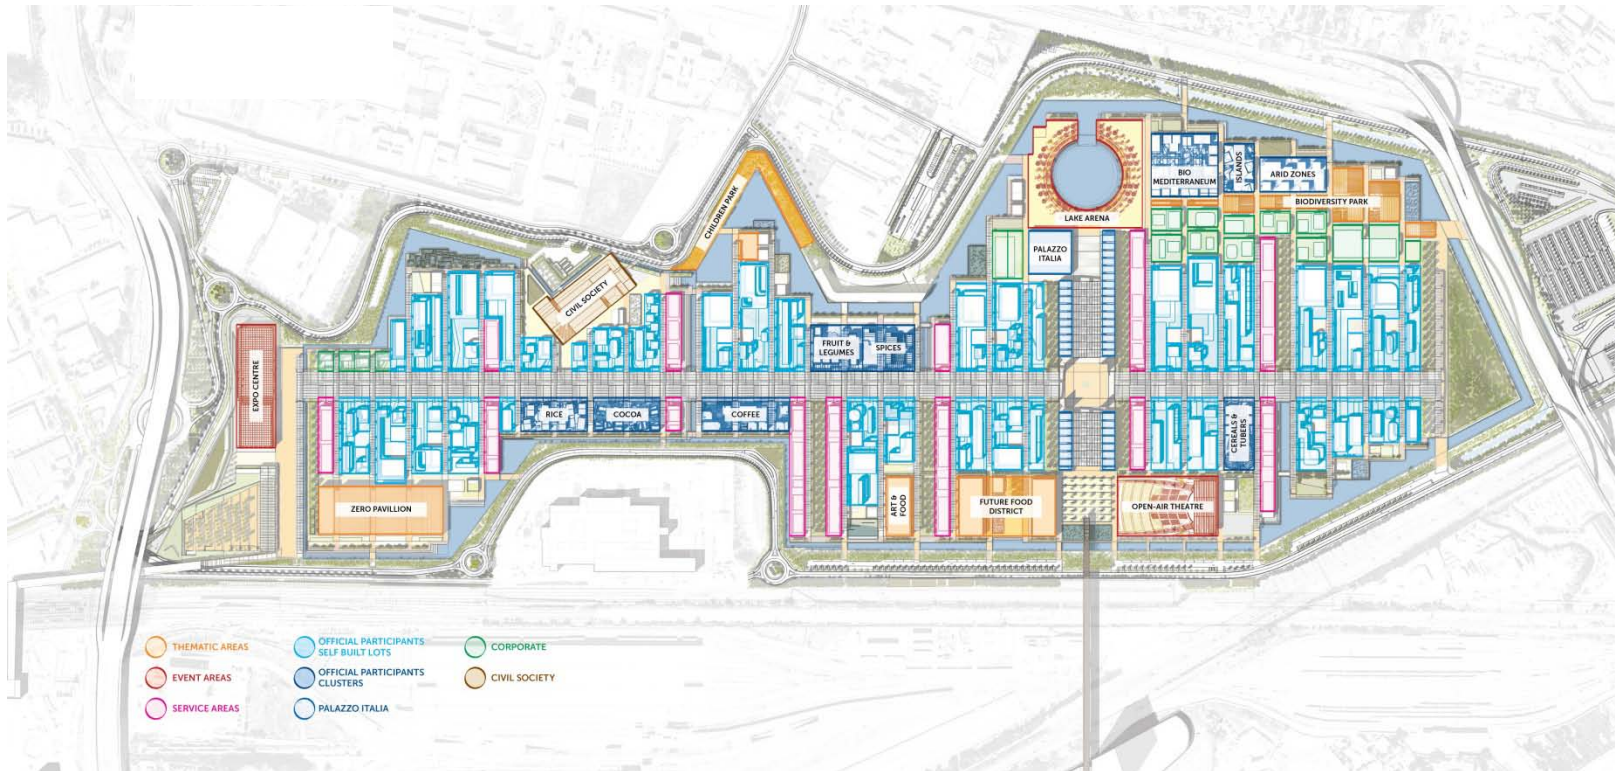 LAKE ARENA
BIO
MEDITERRANEUM
ISLANDS
ARID ZONES
BIODIVERSITY PARK
CHILDREN PARK
PALAZZO
ITALIA
CIVIL SOCIETY
FRUIT &
LEGUMES
SPICES
EXPO CENTRE
RICE
COCOA
COFFEE
CEREALS &
TUBERS
ZERO PAVILLION
ART &
FOOD
FUTURE FOOD
DISTRICT
OPEN-AIR THEATRE
THEMATIC AREAS
EVENT AREAS
SERVICE AREAS
OFFICIAL PARTICIPANTS
SELF BUILT LOTS
OFFICIAL PARTICIPANTS
CLUSTERS
PALAZZO ITALIA
CORPORATE
CIVIL SOCIETY